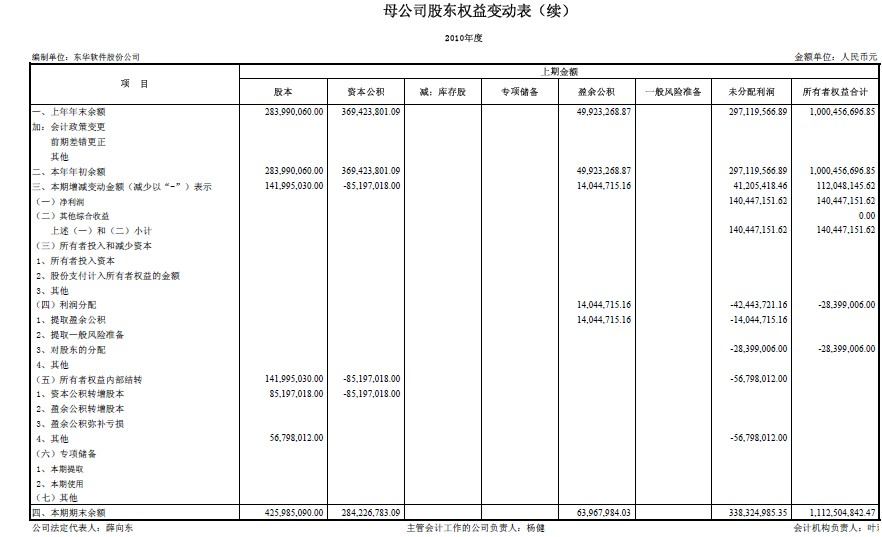 母公司股东权益变动表（续）
2010年度
编制单位：东华软件股份公司 金额单位：人民币元
项 目 上期金额
股本 资本公积 减：库存股 专项储备 盈余公积 一般风险准备 未分配利润 所有者权益合计
一、上年年末余额 283,990,060.00 369,423,801.09 49,923,268.87 297,119,566.89 1,000,456,696.85
加：会计政策变更
前期差错更正
其他
二、本年年初余额 283,990,060.00 369,423,801.09 49,923,268.87 297,119,566.89 1,000,456,696.85
三、本期增减变动金额（减少以“-”）表示 141,995,030.00 -85,197,018.00 14,044,715.16 41,205,418.46 112,048,145.62
（一）净利润 140,447,151.62 140,447,151.62
（二）其他综合收益 0.00
上述（一）和（二）小计 140,447,151.62 140,447,151.62
（三）所有者投入和减少资本
1、所有者投入资本
2、股份支付计入所有者权益的金额
3、其他
（四）利润分配 14,044,715.16 -42,443,721.16 -28,399,006.00
1、提取盈余公积 14,044,715.16 -14,044,715.16
2、提取一般风险准备
3、对股东的分配 -28,399,006.00 -28,399,006.00
4、其他
（五）所有者权益内部结转 141,995,030.00 -85,197,018.00 -56,798,012.00
1、资本公积转增股本 85,197,018.00 -85,197,018.00
2、盈余公积转增股本
3、盈余公积弥补亏损
4、其他 56,798,012.00 -56,798,012.00
（六）专项储备
1、本期提取
2、本期使用
（七）其他
四、本期期末余额 425,985,090.00 284,226,783.09 63,967,984.03 338,324,985.35 1,112,504,842.47
公司法定代表人：薛向东 主管会计工作的公司负责人：杨健 会计机构负责人：叶